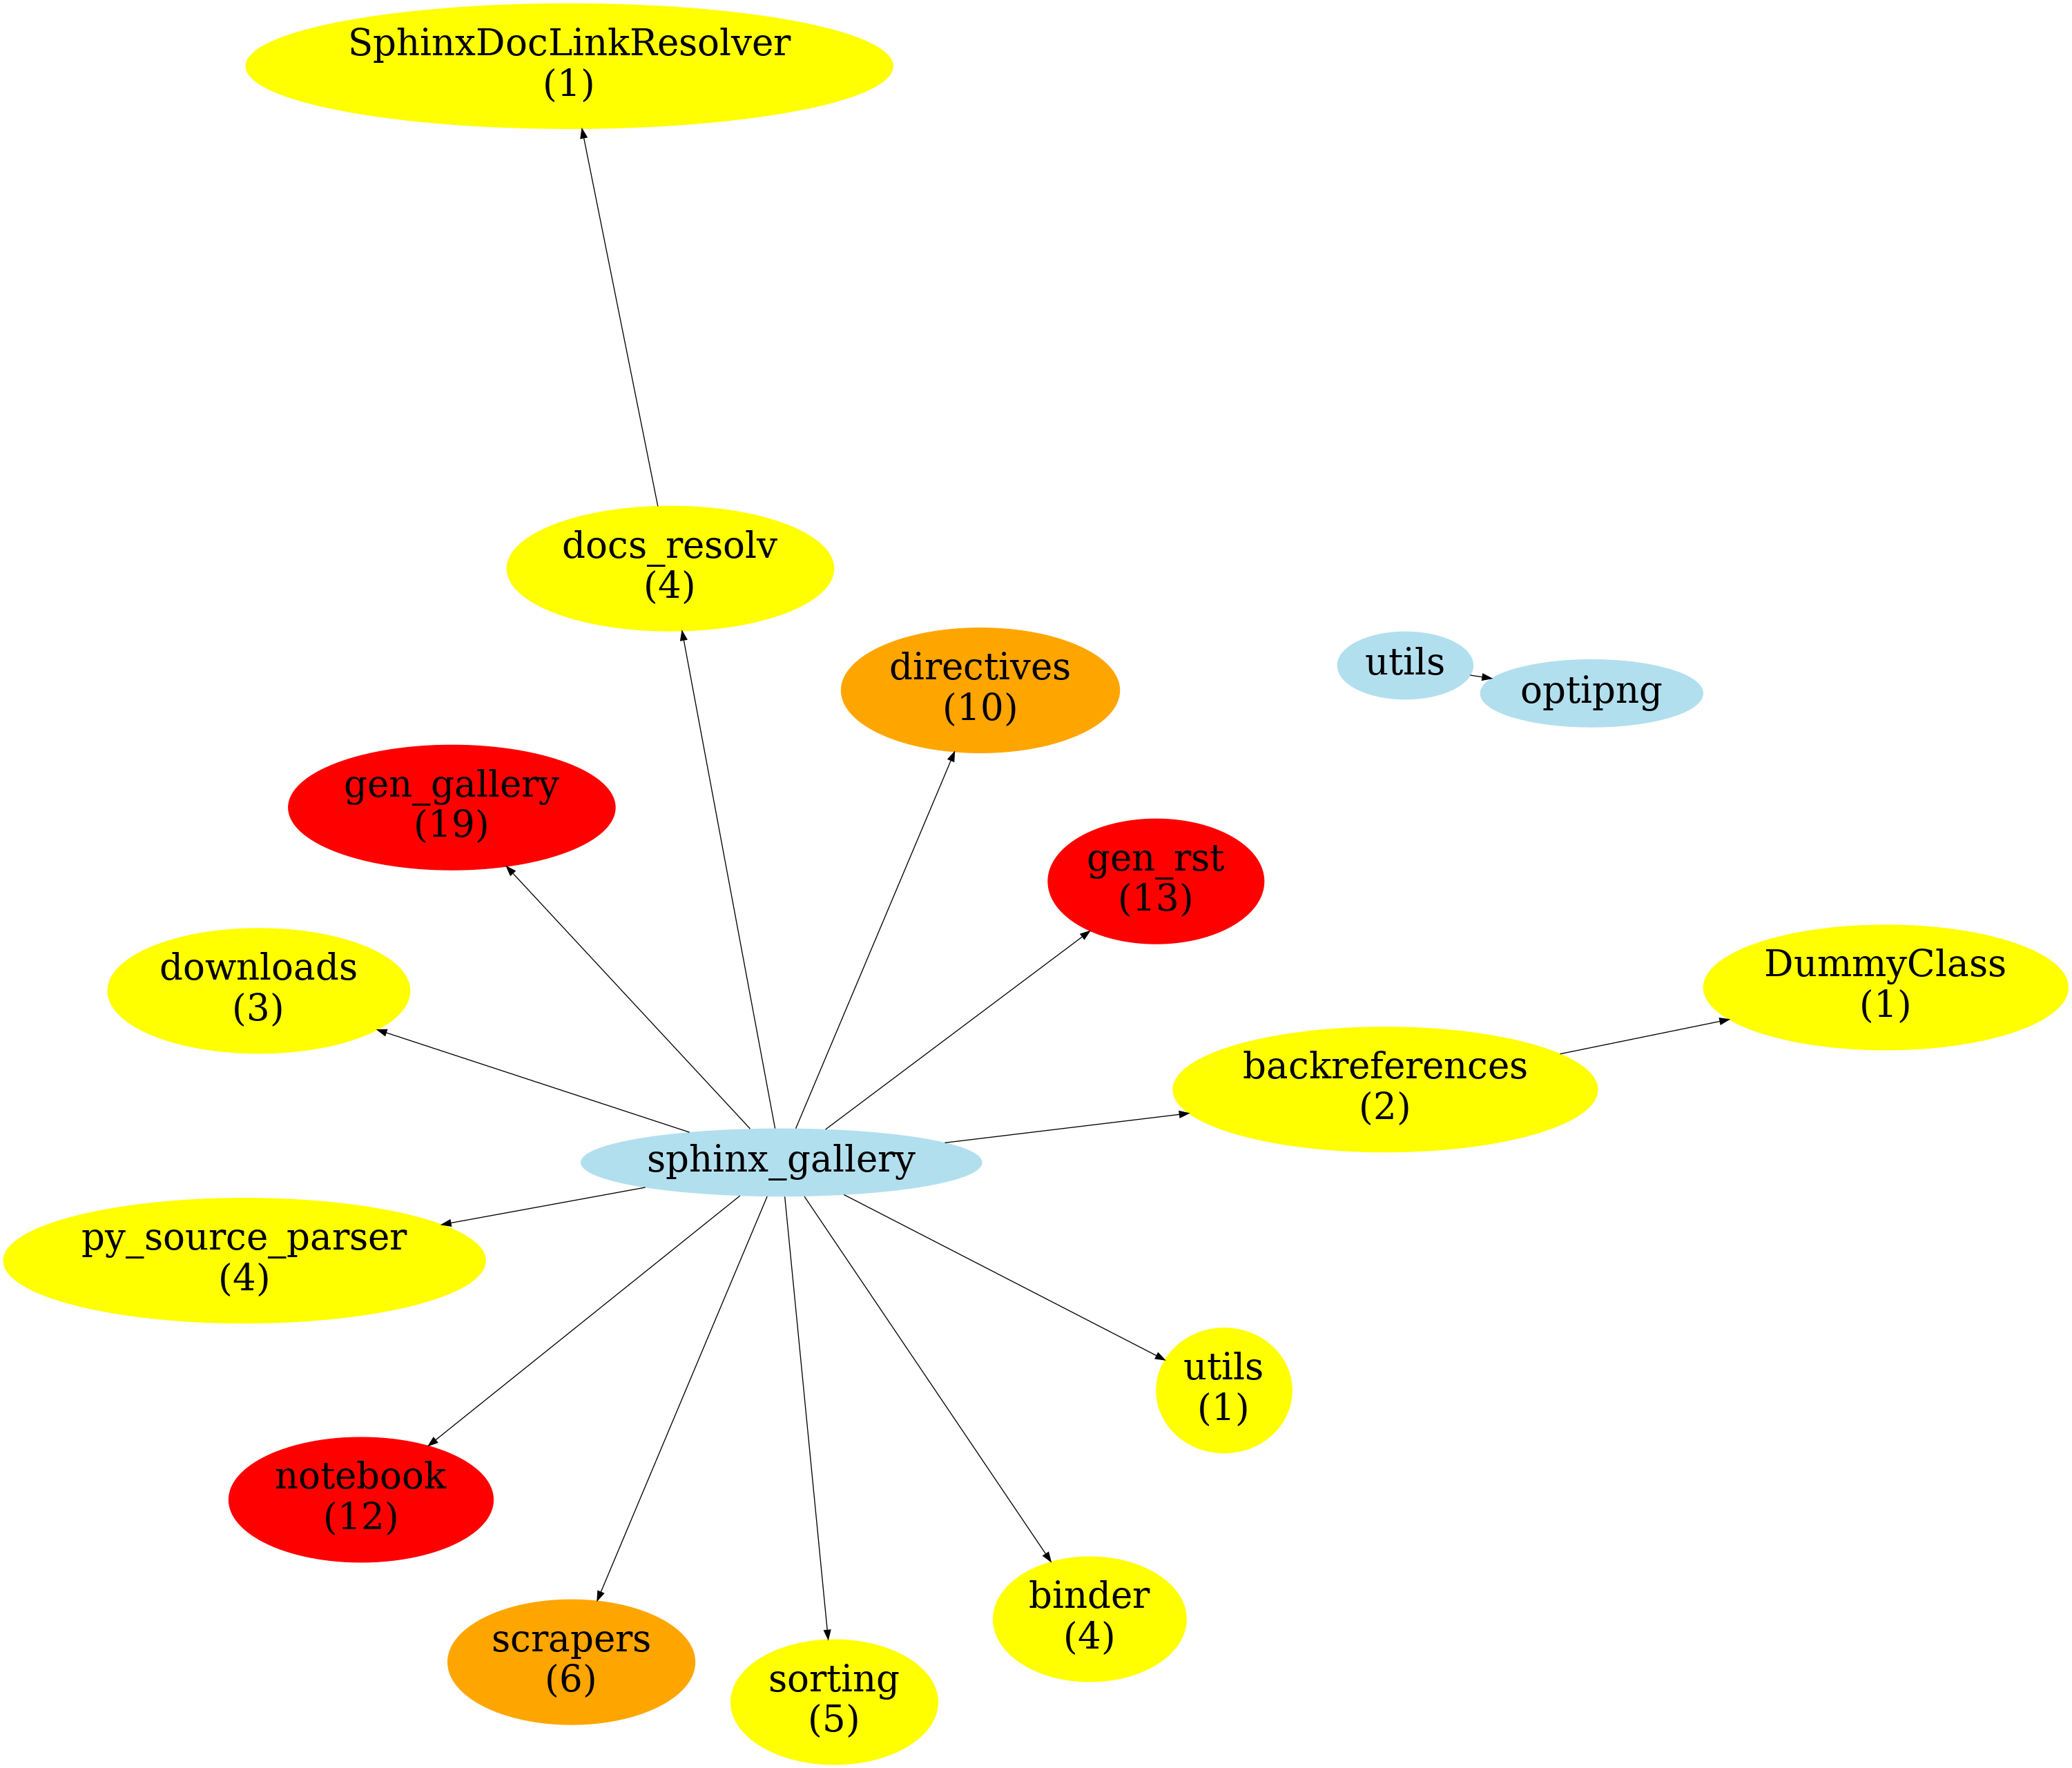 SphinxDocLinkResolver
(1)
docs_resolv
(4)
directives
(10)
utils
optipng
gen_gallery
(19)
gen_rst
(13)
downloads
(3)
DummyClass
(1)
backreferences
(2)
sphinx_gallery
py_source_parser
(4)
utils
(1)
notebook
(12)
binder
(4)
scrapers
(6)
sorting
(5)